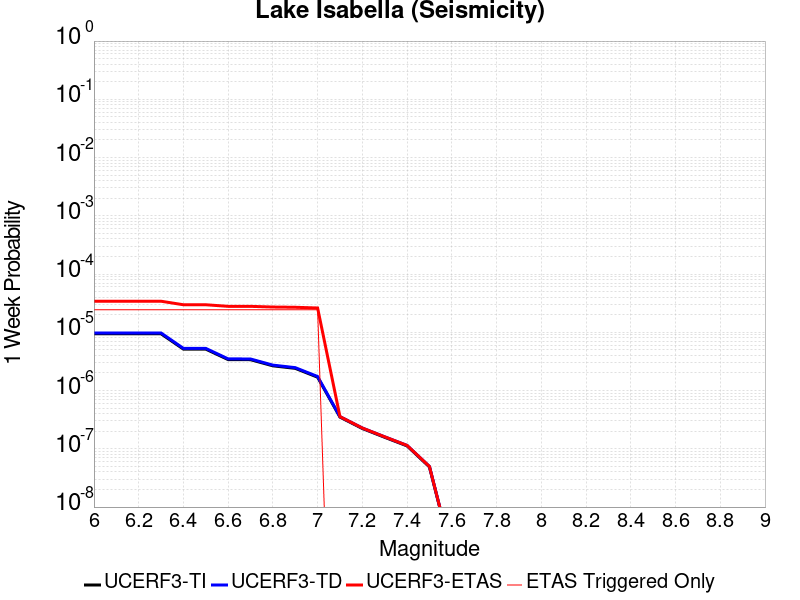 Lake Isabella (Seismicity)
10^0
10^-1
10^-2
10^-3
10^-4
10^-5
10^-6
10^-7
10^-8
1 Week Probability
6 6.2 6.4 6.6 6.8 7 7.2 7.4 7.6 7.8 8 8.2 8.4 8.6 8.8 9
Magnitude
UCERF3-TI UCERF3-TD UCERF3-ETAS ETAS Triggered Only